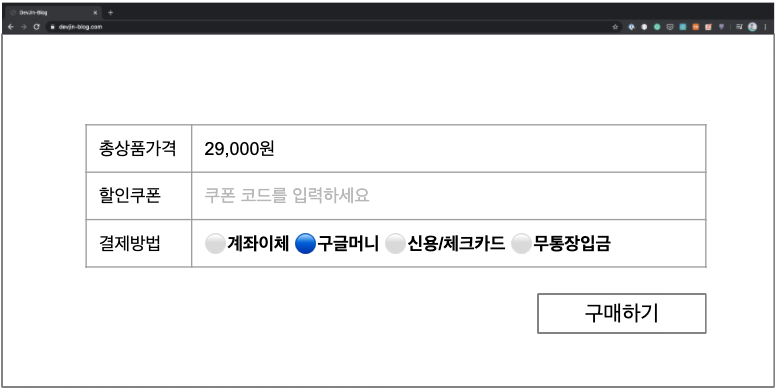 DevJin-Blog
devjin-blog.com
총상품가격 29,000원
할인쿠폰 쿠폰 코드를 입력하세요
결제방법 계좌이체 구글머니 신용/체크카드 무통장입금
구매하기